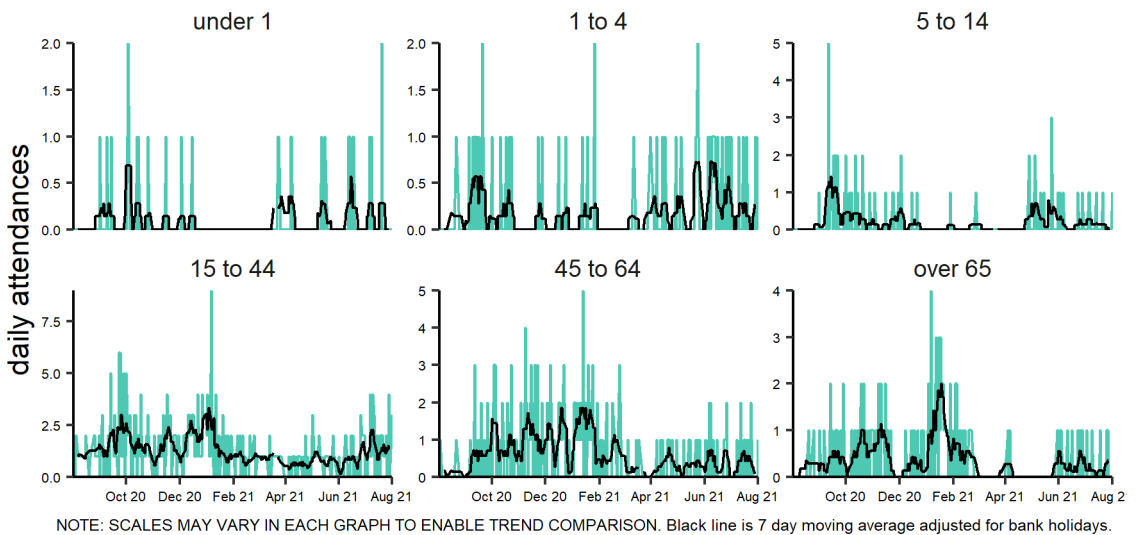 under 1
1 to 4
5 to 14
2.0
1.5
1.0
0.5
0.0
2.0
1.5
1.0
0.5
0.0
5
4
3
2
1
0
daily attendances
15 to 44
45 to 64
over 65
7.5
5.0
2.5
0.0
5
4
3
2
1
0
4
3
2
1
0
Oct 20 Dec 20 Feb 21 Apr 21 Jun 21 Aug 21
Oct 20 Dec 20 Feb 21 Apr 21 Jun 21 Aug 21
Oct 20 Dec 20 Feb 21 Apr 21 Jun 21 Aug 21
NOTE: SCALES MAY VARY IN EACH GRAPH TO ENABLE TREND COMPARISON. Black line is 7 day moving average adjusted for bank holidays.